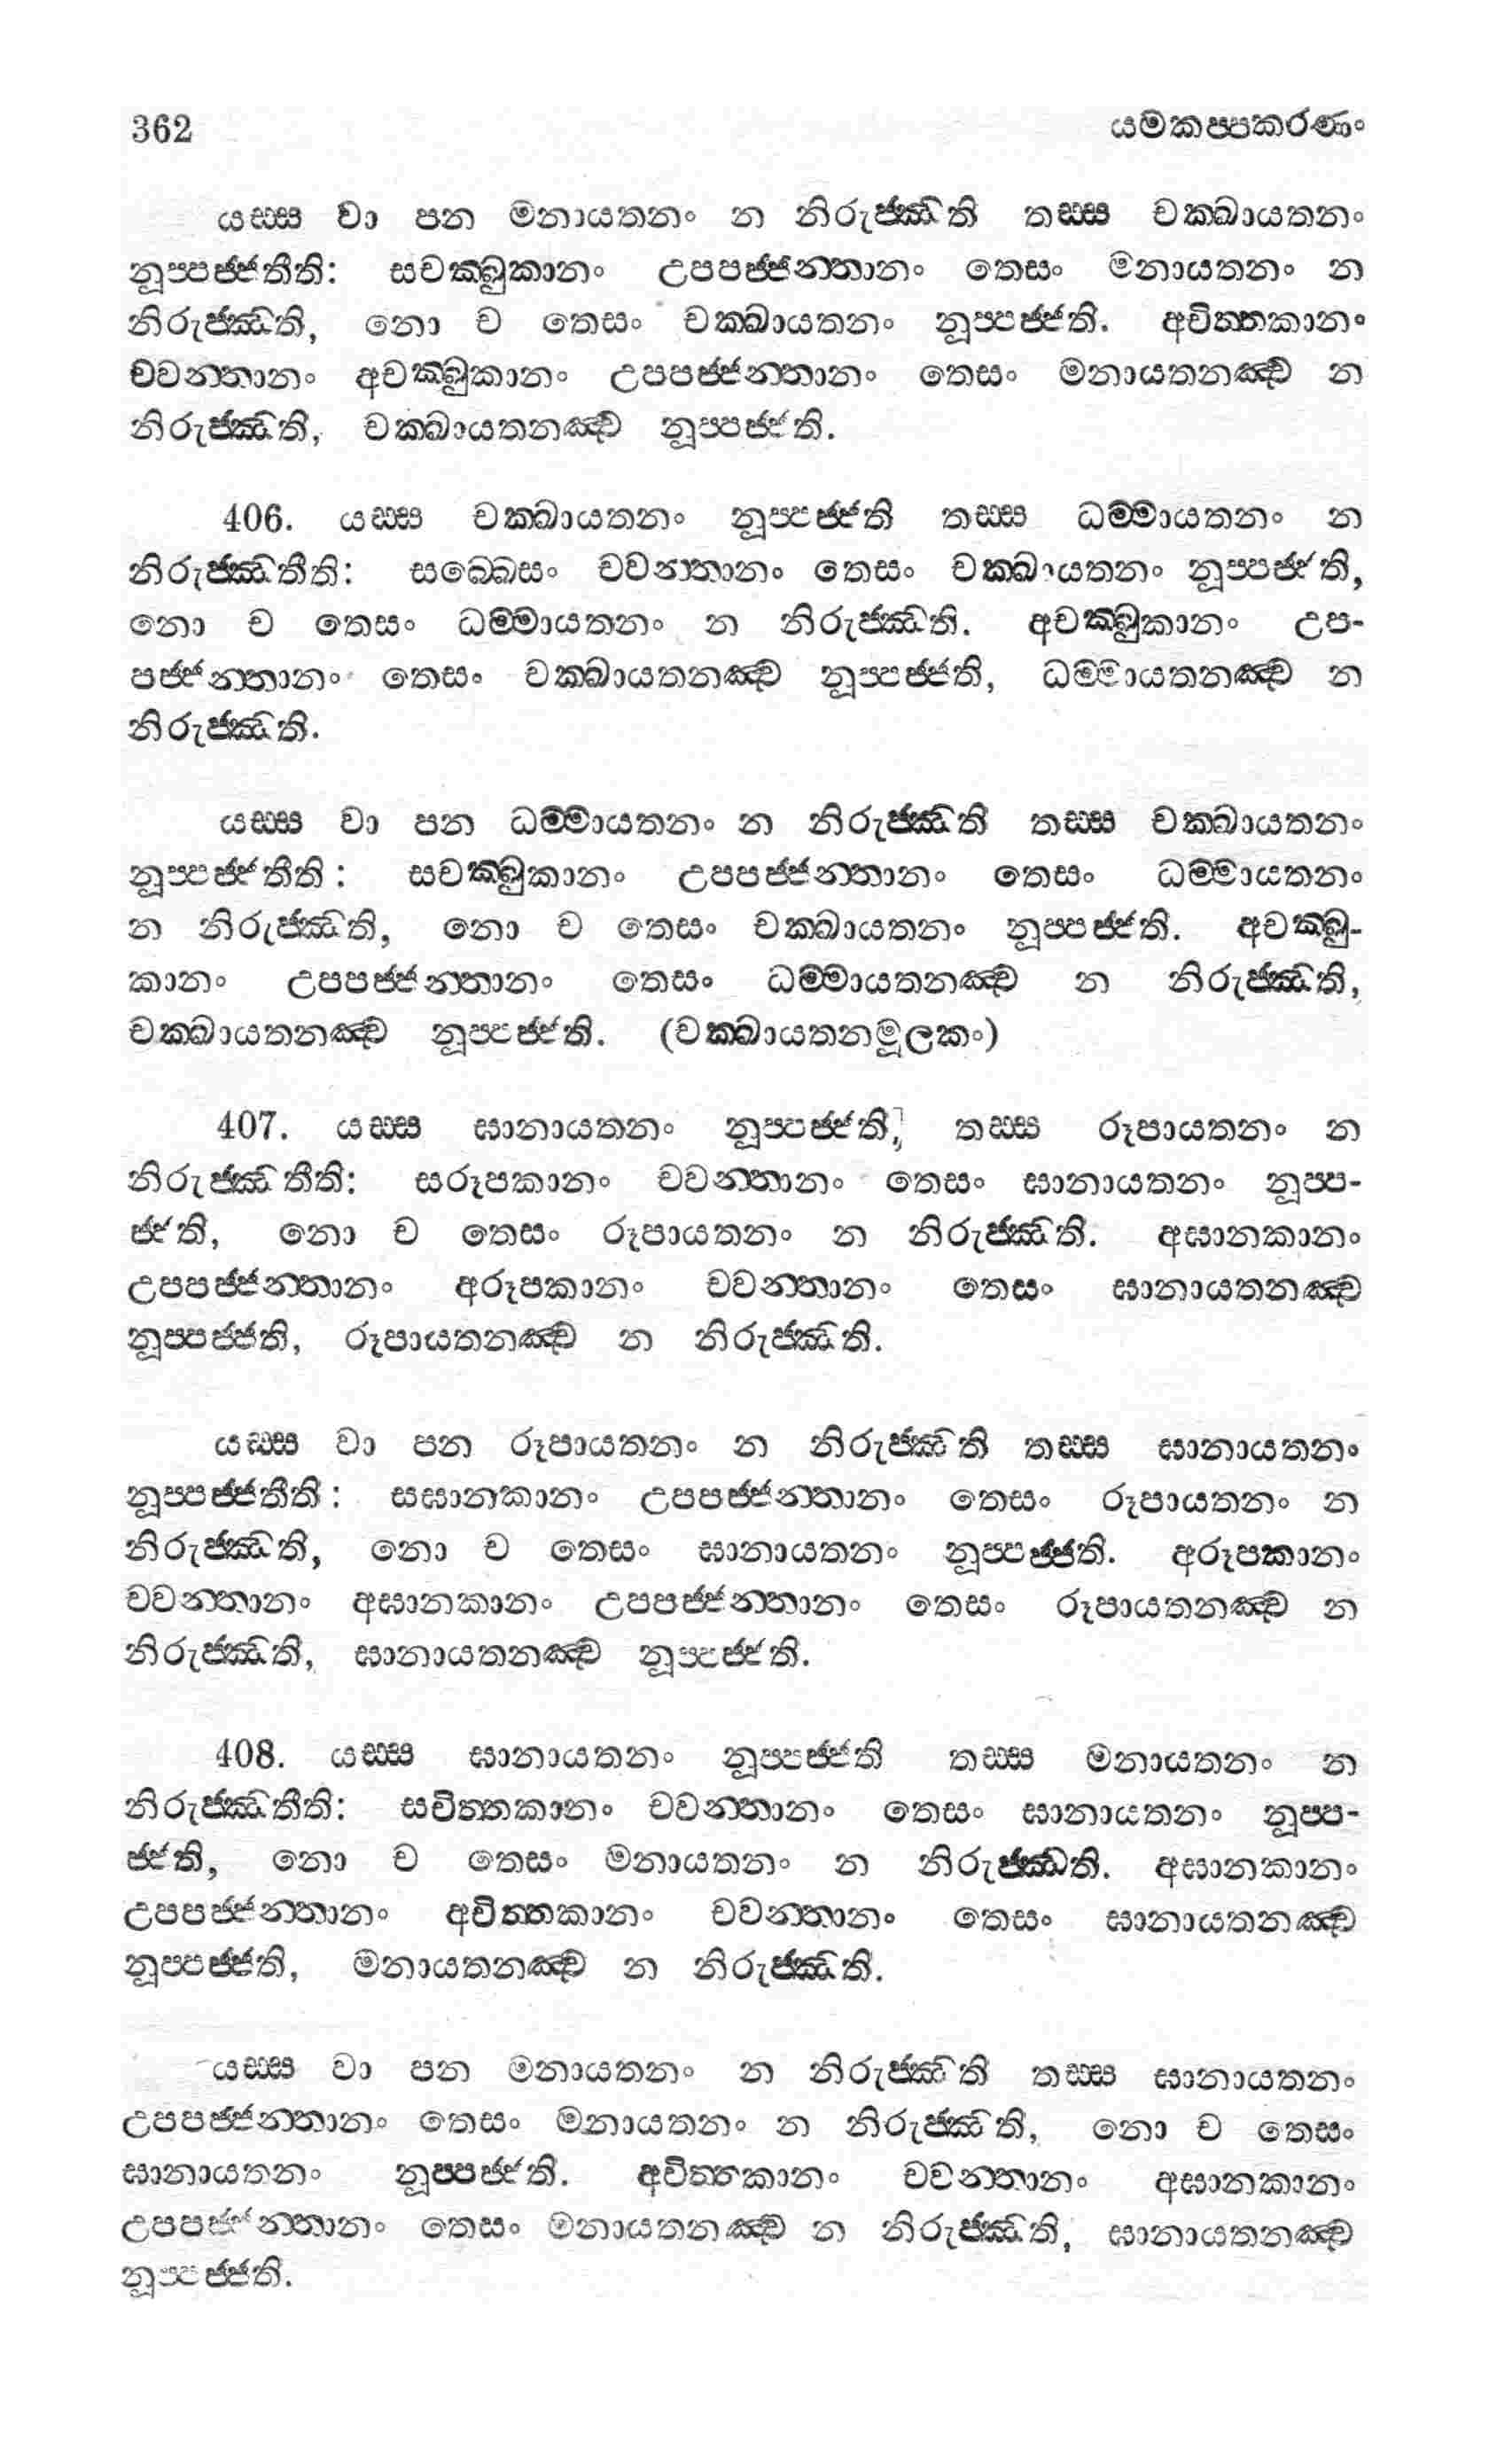 362 යමකප්පකරණං
යස්ස වා පන මනායතනං න නිරුජ්ඣති තස්ස චක්ඛායතනං
නූප්පජ්ජතීති: සචක්ඛුකානං උපපජ්ජන්තානං තෙසං මනායතනං න
නිරුජ්ඣති, නො ච තෙසං චක්ඛායතනං නූප්පජ්ජති. අචිත්තකානං
චවන්තානං අචක්ඛුකානං උපපජ්ජන්තානං තෙසං මනායතනඤ්ච න
නිරුජ්ඣති, චක්ඛායතනඤ්ච නූප්පජ්ජති.
406. යස්ස චක්ඛායතනං නූප්පජ්ජති තස්ස ධම්මායතනං න
නිරුජ්ඣතීති: සබ්බෙසං චවන්තානං තෙසං චක්ඛායතනං නූප්පජ්ජති,
නො ච තෙසං ධම්මායතනං න නිරුජ්ඣති. අචක්ඛුකානං උප-
පජ්ජන්තානං තෙසං චක්ඛායතනඤ්ච නූප්පජ්ජති, ධම්මායතනඤ්ච න
නිරුජ්ඣති.
යස්ස වා පන ධම්මායතනං න නිරුජ්ඣති තස්ස චක්ඛායතනං
නූප්පජ්ජතීති: සචක්ඛුකානං උපපජ්ජන්තානං තෙසං ධම්මායතනං
න නිරුජ්ඣති, නො ච තෙසං චක්ඛායතනං නූප්පජ්ජති. අචක්ඛු-
කානං උපපජ්ජන්තානං තෙසං ධම්මායතනඤ්ච න නිරුජ්ඣති,
චක්ඛායතනඤ්ච නූප්පජ්ජති. (චක්ඛායතනමූලකං)
407. යස්ස ඝානායතනං නූප්පජ්ජති, තස්ස රූපායතනං න
නිරුජ්ඣතීති: සරූපකානං චවන්තානං තෙසං ඝානායතනං නූප්ප-
ජ්ජති, නො ච තෙසං රූපායතනං න නිරුජ්ඣති. අඝානකානං
උපපජ්ජන්තානං අරූපකානං චවන්තානං තෙසං ඝානායතනඤ්ච
නූප්පජ්ජති, රූපායතනඤ්ච න නිරුජ්ඣති.
යස්ස වා පන රූපායතනං න නිරුජ්ඣති තස්ස ඝානායතනං
නූප්පජ්ජතීති: සඝානකානං උපපජ්ජන්තානං තෙසං රූපායතනං න
නිරුජ්ඣති, නො ච තෙසං ඝානායතනං නූප්පජ්ජති. අරූපකානං
චවන්තානං අඝානකානං උපපජ්ජන්තානං තෙසං රූපායතනඤ්ච න
නිරුජ්ඣති, ඝානායතනඤ්ච නූප්පජ්ජති.
408. යස්ස ඝානායතනං නූප්පජ්ජති තස්ස මනායතනං න
නිරුජ්ඣතීති: සචිත්තකානං චවන්තානං තෙසං ඝානායතනං නූප්ප-
ජ්ජති, නො ච තෙසං මනායතනං න නිරුජ්ඣති. අඝානකානං
උපපජ්ජන්තානං අචිත්තකානං චවන්තානං තෙසං ඝානායතනඤ්ච
නූප්පජ්ජති, මනායතනඤ්ච න නිරුජ්ඣති.
යස්ස වා පන මනායතනං න නිරුජ්ඣති තස්ස ඝානායතනං
උපපජ්ජන්තානං තෙසං මනායතනං න නිරුජ්ඣති, නො ච තෙසං
ඝානායතනං නූප්පජ්ජති. අචිත්තකානං චවන්තානං අඝානකානං
උපපජ්ජන්තානං තෙසං මනායතනඤ්ච න නිරුජ්ඣති, ඝානායතනඤ්ච
නූප්පජ්ජති.